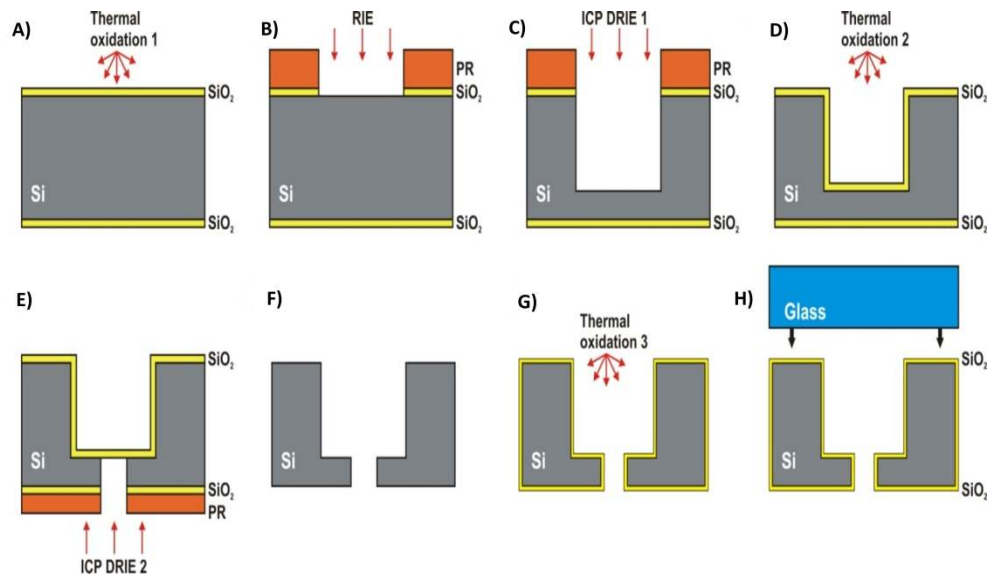 A)
Thermal
oxidation 1
SiO₂
Si
SiO₂
B)
RIE
PR
SiO₂
Si
SiO₂
C)
ICP DRIE 1
PR
SiO₂
Si
SiO₂
D)
Thermal
oxidation 2
SiO₂
Si
SiO₂
E)
SiO₂
Si
SiO₂
PR
ICP DRIE 2
F)
G)
Thermal
oxidation 3
Si
H)
Glass
SiO₂
Si
SiO₂